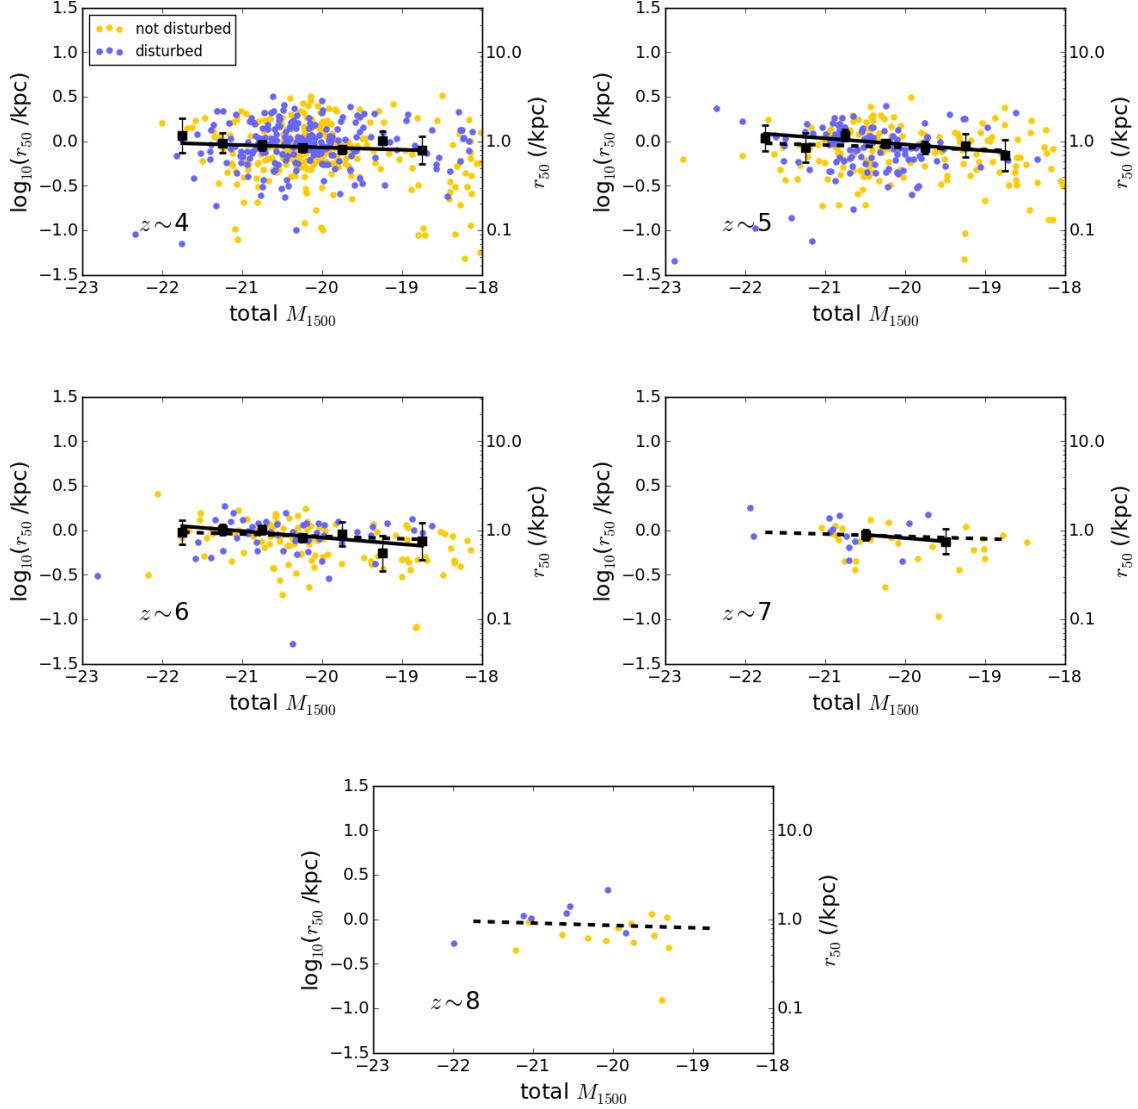 not disturbed
disturbed
1.5
1.0
0.5
0.0
−0.5
−1.0
−1.5
log₁₀(r₅₀ /kpc)
z∼4
10.0
1.0
0.1
r₅₀ (/kpc)
−23 −22 −21 −20 −19 −18
total M₁₅₀₀
1.5
1.0
0.5
0.0
−0.5
−1.0
−1.5
log₁₀(r₅₀ /kpc)
z∼5
10.0
1.0
0.1
r₅₀ (/kpc)
−23 −22 −21 −20 −19 −18
total M₁₅₀₀
1.5
1.0
0.5
0.0
−0.5
−1.0
−1.5
log₁₀(r₅₀ /kpc)
z∼6
10.0
1.0
0.1
r₅₀ (/kpc)
−23 −22 −21 −20 −19 −18
total M₁₅₀₀
1.5
1.0
0.5
0.0
−0.5
−1.0
−1.5
log₁₀(r₅₀ /kpc)
z∼7
10.0
1.0
0.1
r₅₀ (/kpc)
−23 −22 −21 −20 −19 −18
total M₁₅₀₀
1.5
1.0
0.5
0.0
−0.5
−1.0
−1.5
log₁₀(r₅₀ /kpc)
z∼8
10.0
1.0
0.1
r₅₀ (/kpc)
−23 −22 −21 −20 −19 −18
total M₁₅₀₀